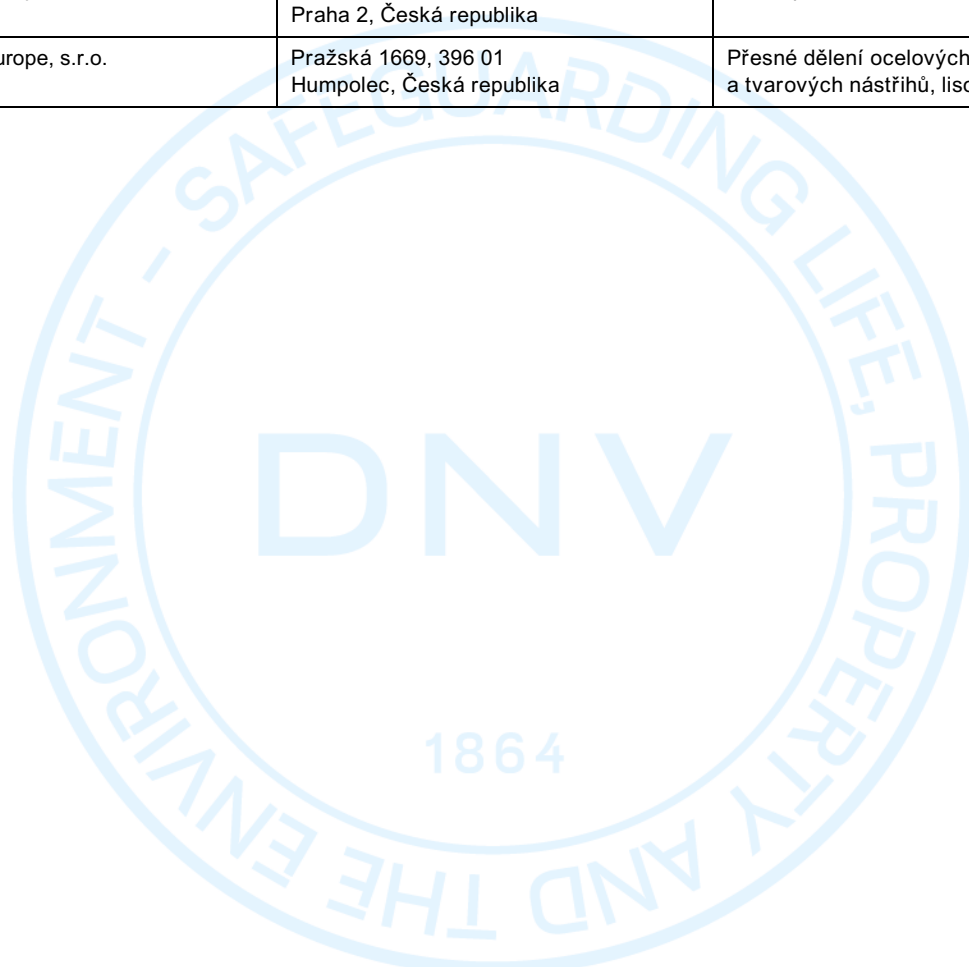 Praha 2, Česká republika
urope, s.r.o.
Pražská 1669, 396 01
Humpolec, Česká republika
Přesné dělení ocelových
a tvarových nástřihů,
SAFEGUARDING LIFE, PROPERTY AND THE ENVIRONMENT -
DNV
1864